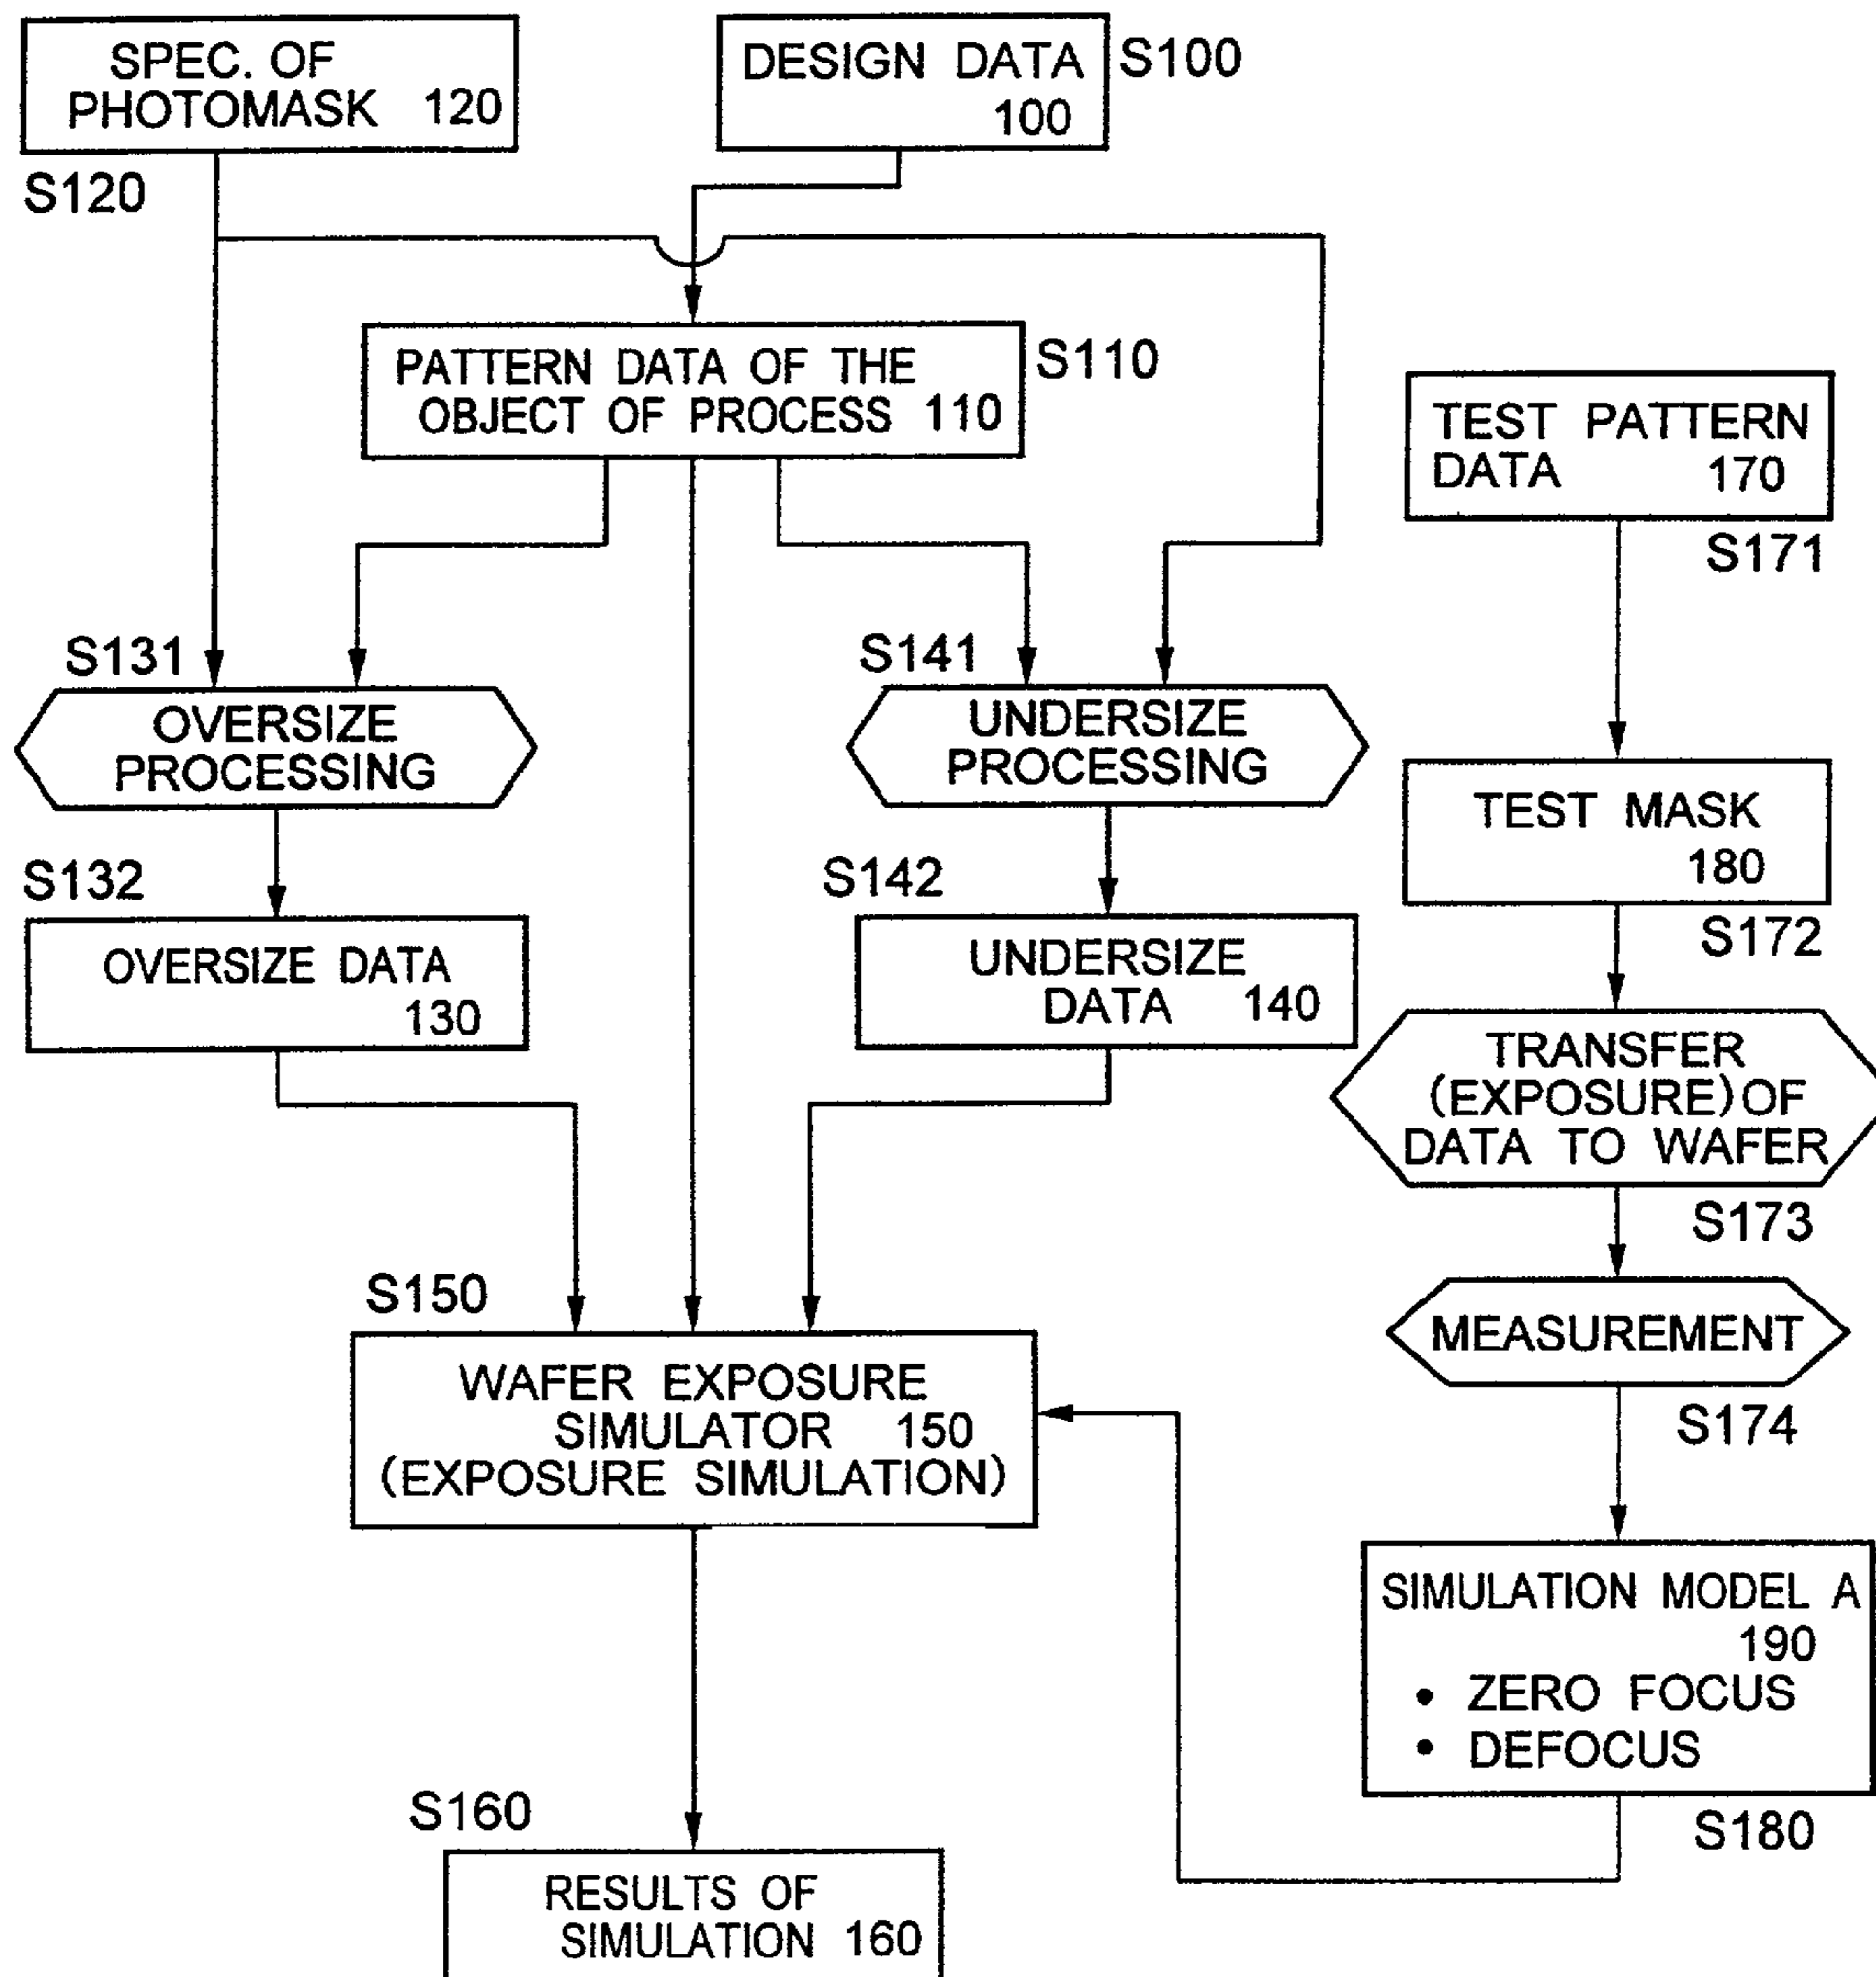 SPEC. OF
PHOTOMASK 120
S120
DESIGN DATA
100
S100
PATTERN DATA OF THE
OBJECT OF PROCESS 110
S110
TEST PATTERN
DATA 170
S171
S131
OVERSIZE
PROCESSING
S141
UNDERSIZE
PROCESSING
TEST MASK
180
S172
S132
OVERSIZE DATA
130
S142
UNDERSIZE
DATA 140
TRANSFER
(EXPOSURE) OF
DATA TO WAFER
S173
MEASUREMENT
S174
S150
WAFER EXPOSURE
SIMULATOR 150
(EXPOSURE SIMULATION)
SIMULATION MODEL A
190
• ZERO FOCUS
• DEFOCUS
S180
S160
RESULTS OF
SIMULATION 160